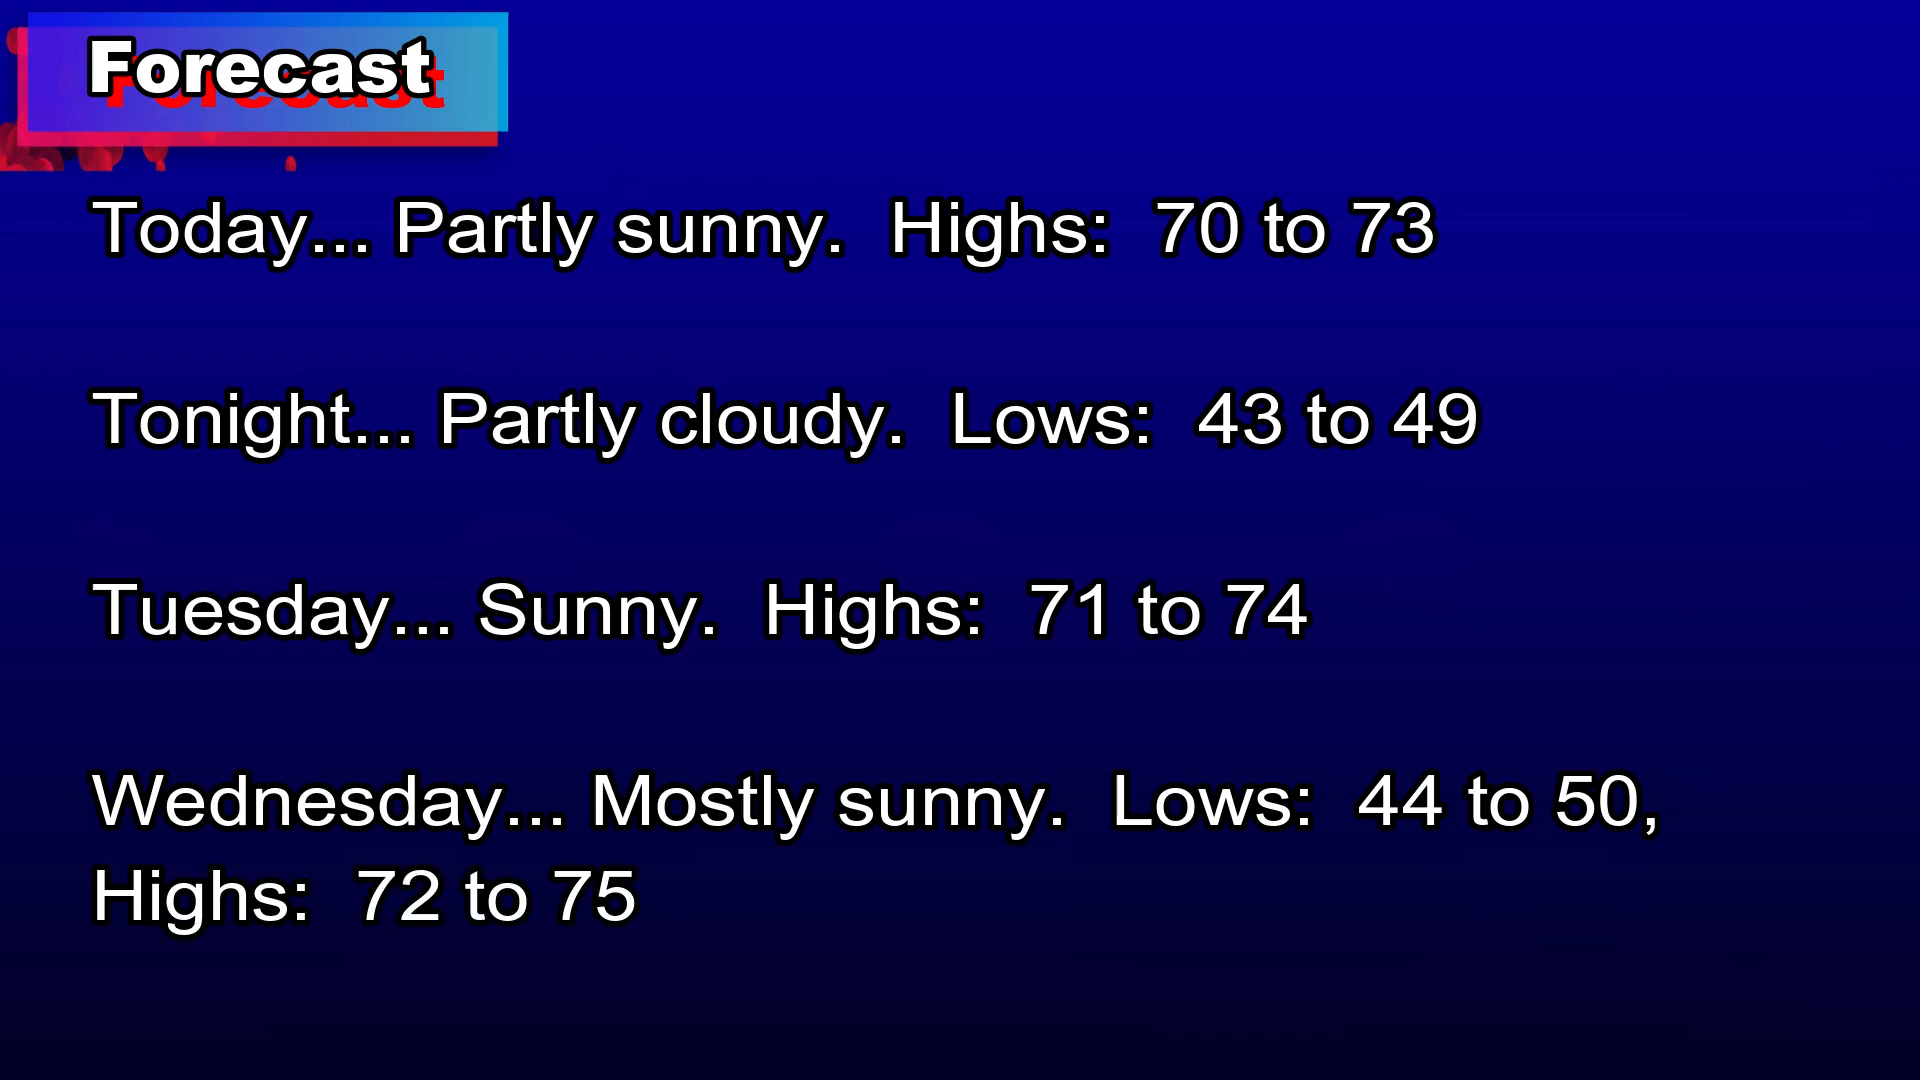 Forecast
Today... Partly sunny.  Highs:  70 to 73
Tonight... Partly cloudy.  Lows:  43 to 49
Tuesday... Sunny.  Highs:  71 to 74
Wednesday... Mostly sunny.  Lows:  44 to 50,
Highs:  72 to 75